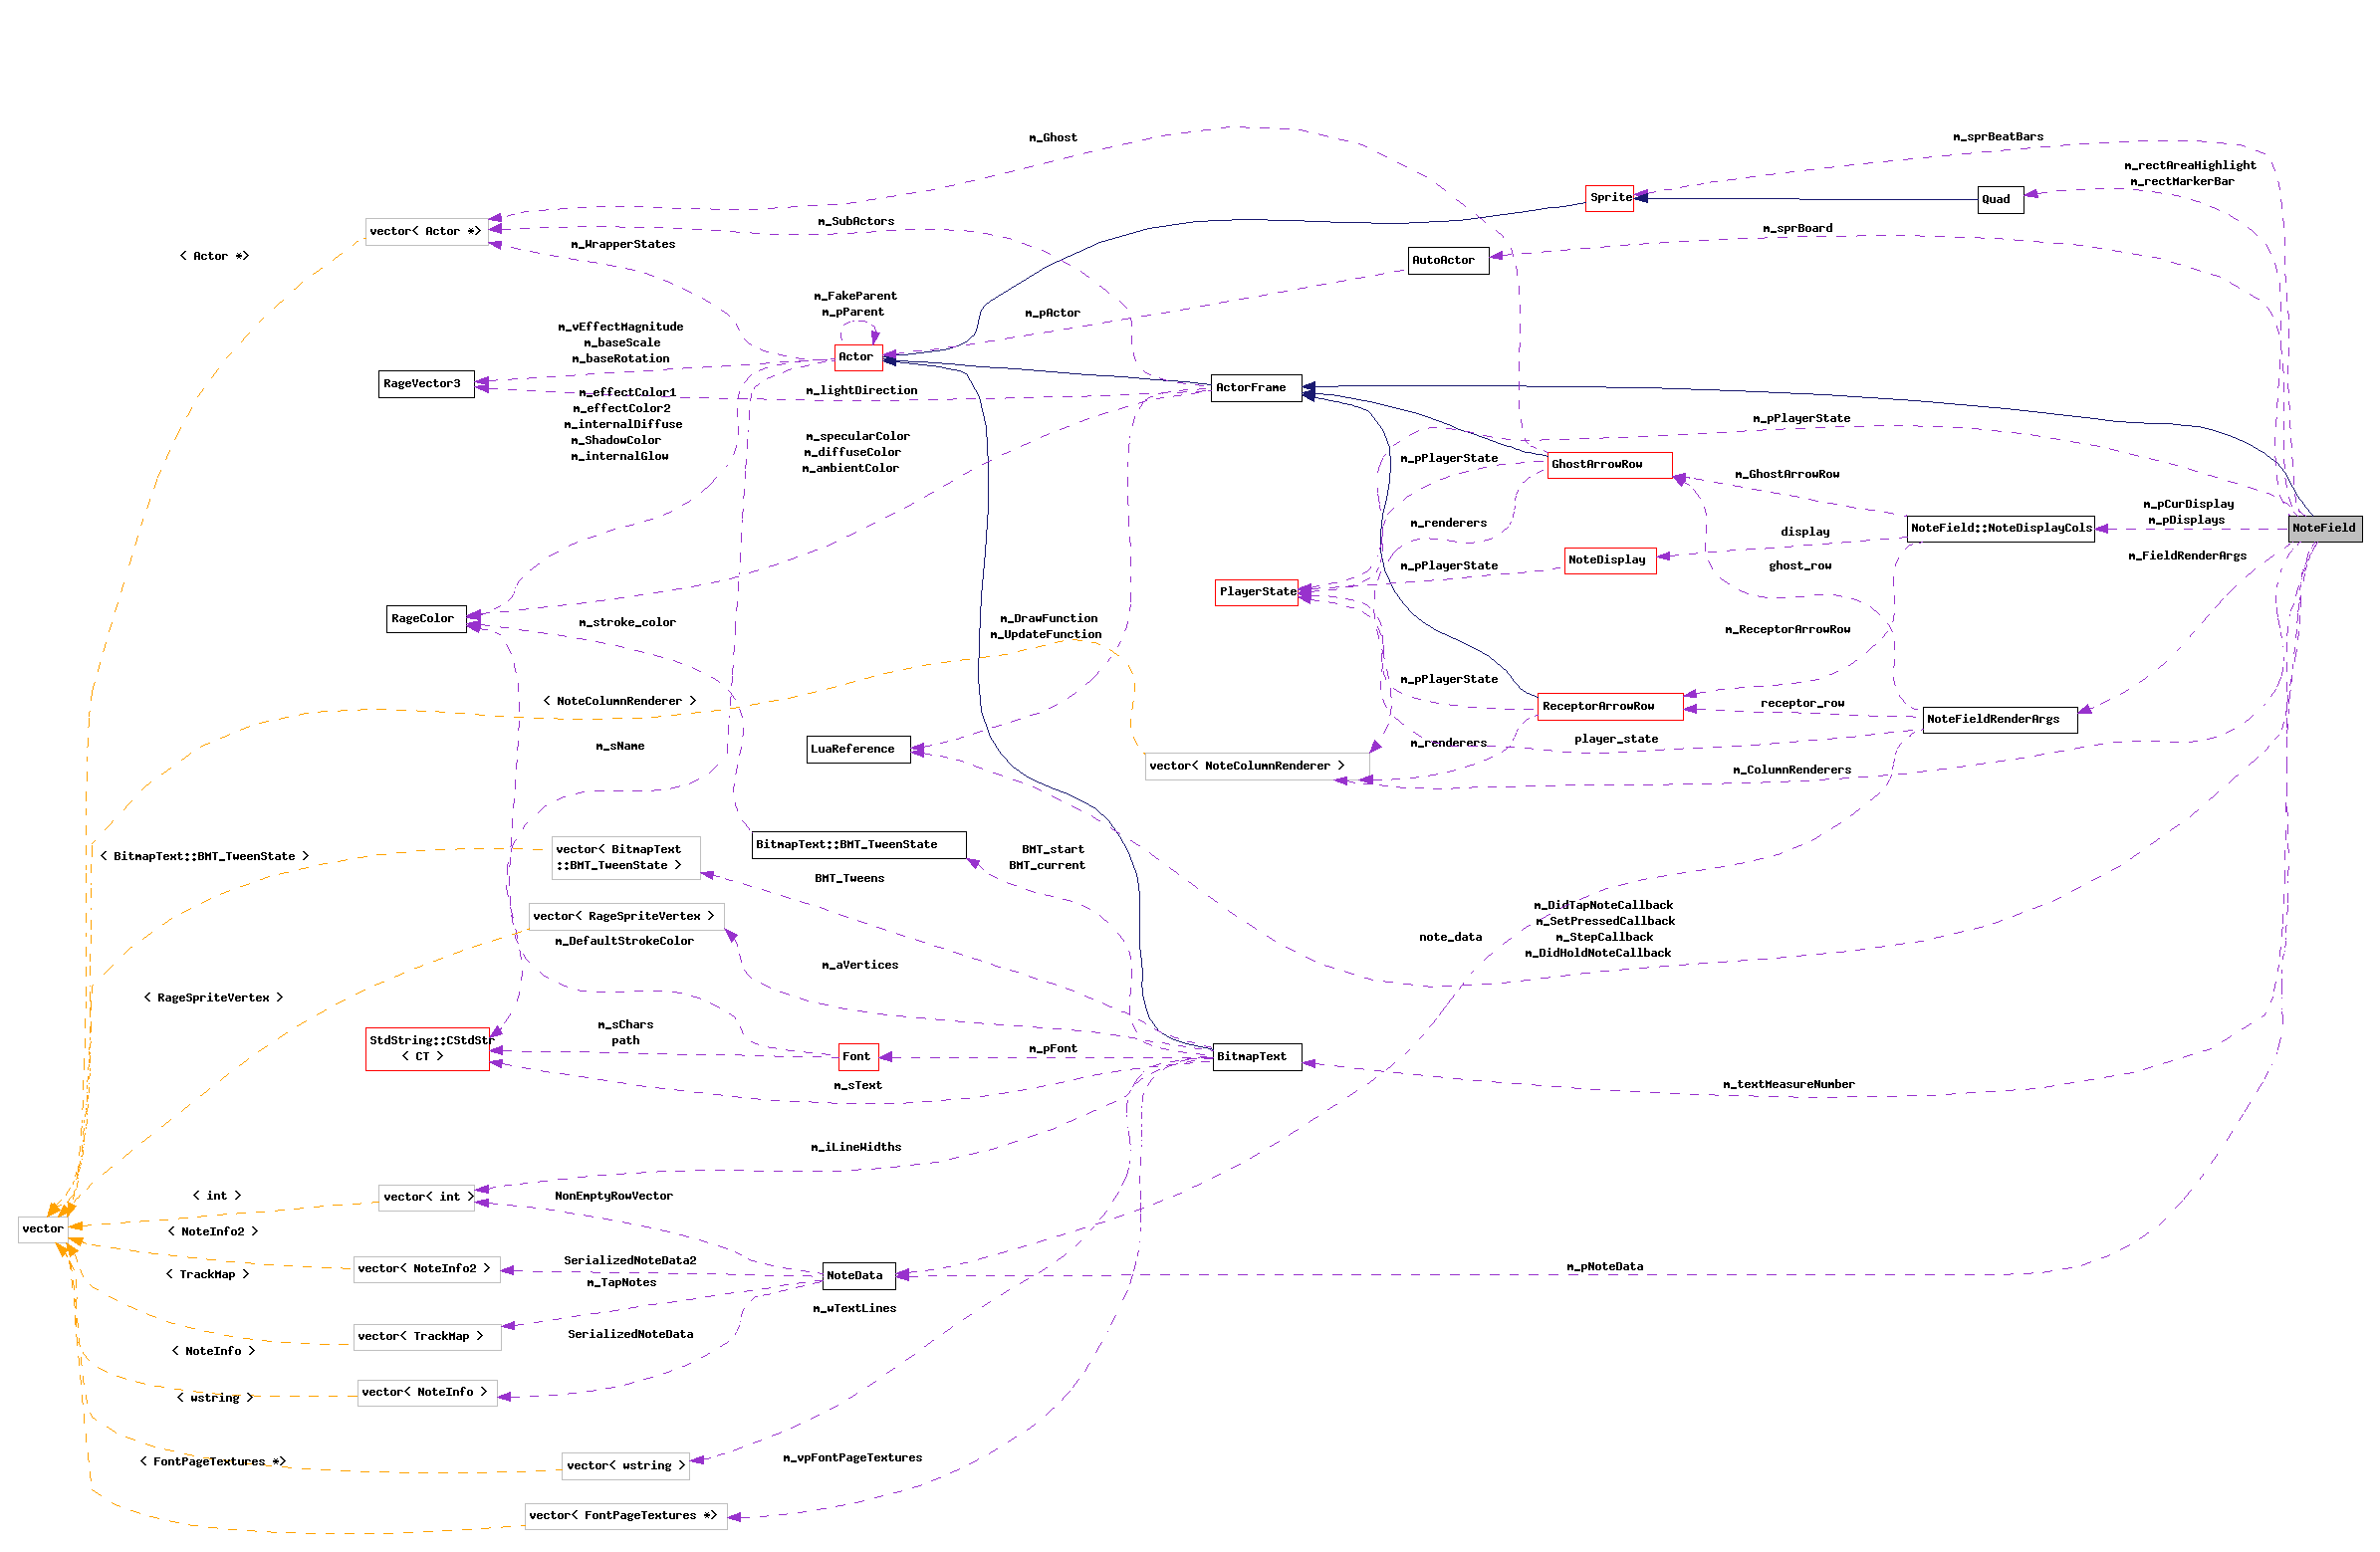 m_Ghost
m_sprBeatBars
m_rectAreaHighlight
m_rectMarkerBar
Sprite
Quad
m_SubActors
m_sprBoard
vector< Actor *>
m_WrapperStates
< Actor *>
AutoActor
m_FakeParent
m_pParent
m_pActor
m_vEffectMagnitude
m_baseScale
m_baseRotation
Actor
RageVector3
ActorFrame
m_lightDirection
m_effectColor1
m_effectColor2
m_internalDiffuse
m_ShadowColor
m_internalGlow
m_pPlayerState
m_specularColor
m_diffuseColor
m_ambientColor
m_pPlayerState
GhostArrowRow
m_GhostArrowRow
m_pCurDisplay
m_pDisplays
m_renderers
NoteField::NoteDisplayCols
NoteField
display
NoteDisplay
m_FieldRenderArgs
m_pPlayerState
ghost_row
PlayerState
RageColor
m_stroke_color
m_DrawFunction
m_UpdateFunction
m_ReceptorArrowRow
m_pPlayerState
< NoteColumnRenderer >
ReceptorArrowRow
receptor_row
NoteFieldRenderArgs
m_sName
LuaReference
m_renderers
player_state
vector< NoteColumnRenderer >
m_ColumnRenderers
< BitmapText::BMT_TweenState >
vector< BitmapText
::BMT_TweenState >
BitmapText::BMT_TweenState
BMT_start
BMT_current
BMT_Tweens
vector< RageSpriteVertex >
m_DidTapNoteCallback
m_SetPressedCallback
m_StepCallback
m_DidHoldNoteCallback
note_data
m_DefaultStrokeColor
m_aVertices
< RageSpriteVertex >
m_sChars
path
StdString::CStdStr
< CT >
Font
m_pFont
BitmapText
m_sText
m_textMeasureNumber
m_iLineWidths
< int >
vector< int >
NonEmptyRowVector
vector
< NoteInfo2 >
SerializedNoteData2
vector< NoteInfo2 >
m_TapNotes
NoteData
m_pNoteData
< TrackMap >
m_wTextLines
vector< TrackMap >
SerializedNoteData
< NoteInfo >
vector< NoteInfo >
< wstring >
< FontPageTextures *>
vector< wstring >
m_vpFontPageTextures
vector< FontPageTextures *>